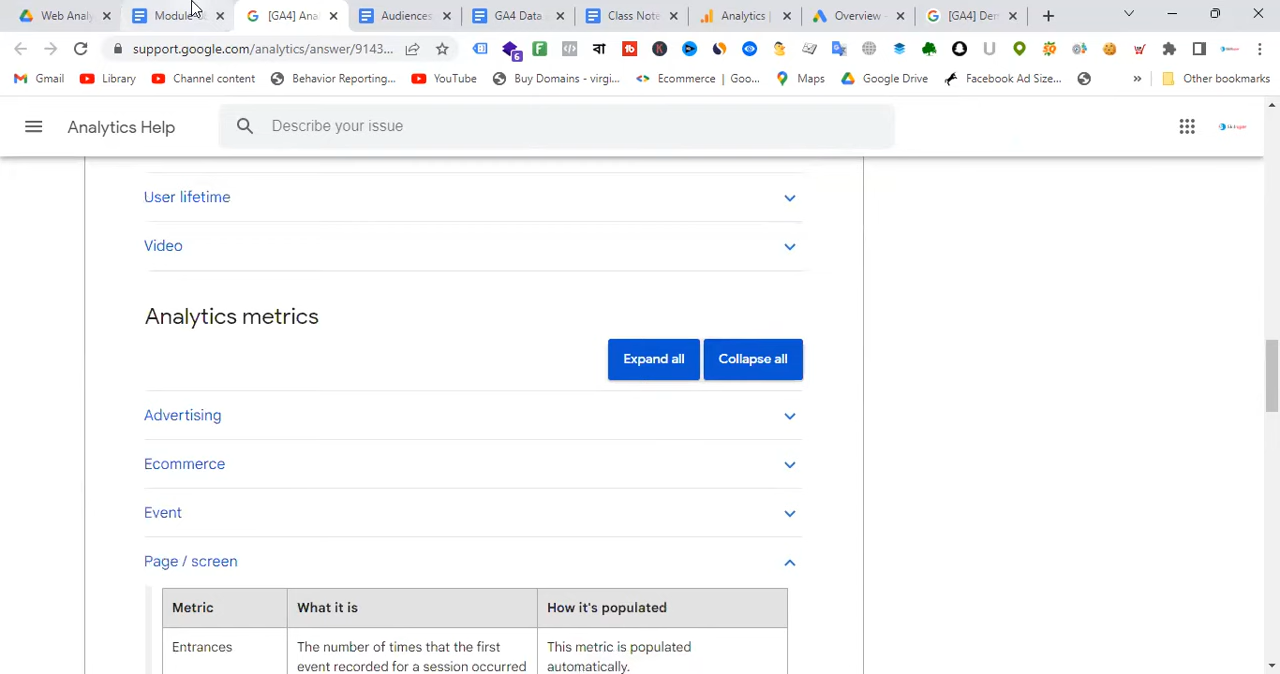 Web Analy
Module
[GA4] Ana
Audiences
GA4 Data
Class Note
Analytics |
Overview -
[GA4] Der
support.google.com/analytics/answer/9143...
6
বা
Gmail
Library
Channel content
Behavior Reporting...
YouTube
Buy Domains - virgi...
Ecommerce | Goo...
Maps
Google Drive
Facebook Ad Size...
»
Other bookmarks
Analytics Help
Describe your issue
User lifetime
Video
Analytics metrics
Expand all
Collapse all
Advertising
Ecommerce
Event
Page / screen
Metric
What it is
How it's populated
Entrances
The number of times that the first
event recorded for a session occurred
This metric is populated
automatically.